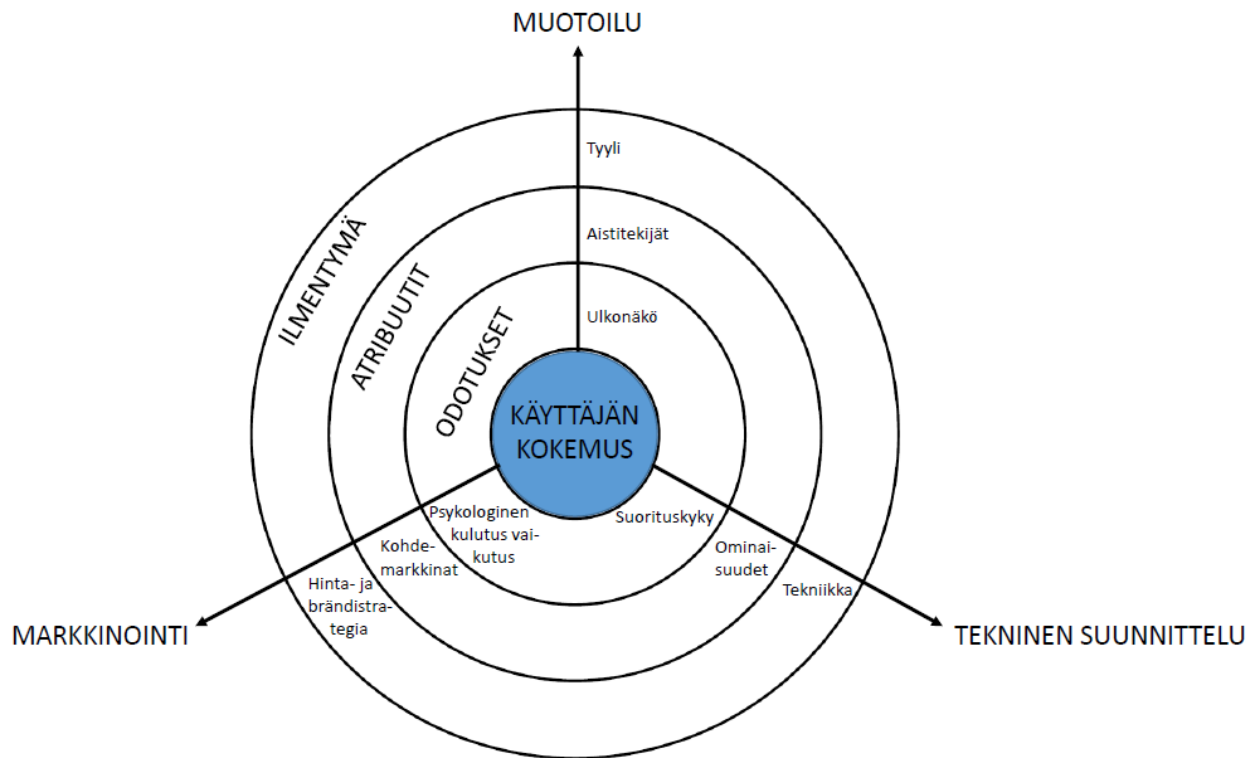 MUOTOILU
Tyyli
Aistitekijät
Ulkonäkö
ILMENTYMÄ
ATRIBUUTIT
ODOTUKSET
KÄYTTÄJÄN
KOKEMUS
Psykologinen
kulutus vai-
kutus
Kohde-
markkinat
Hinta- ja
brändistra-
tegia
MARKKINOINTI
Suorituskyky
Ominai-
suudet
Tekniikka
TEKNINEN SUUNNITTELU